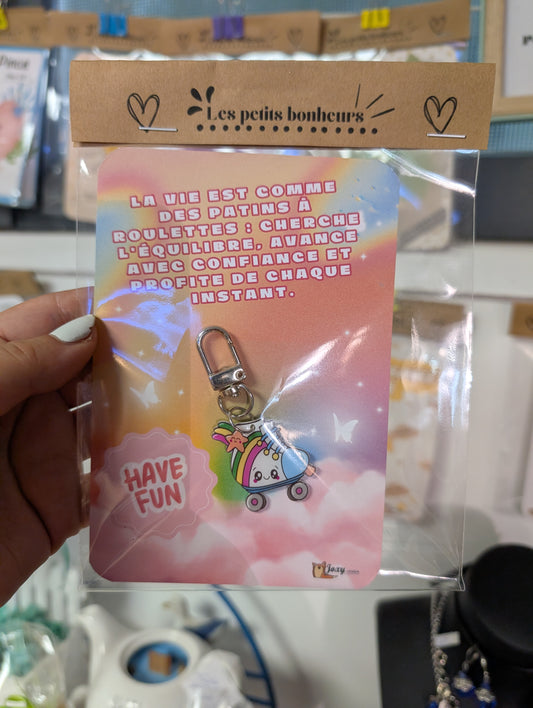 Les petits bonheurs
LA VIE EST COMME
DES PATINS À
ROULETTES : CHERCHE
L'ÉQUILIBRE, AVANCE
AVEC CONFIANCE ET
PROFITE DE CHAQUE
INSTANT.
HAVE
FUN